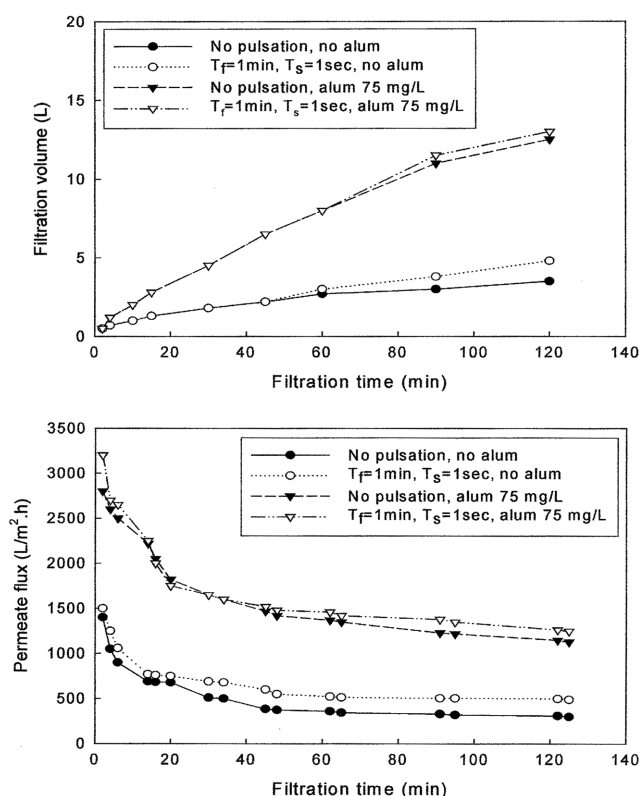 20
15
10
5
0
Filtration volume (L)
No pulsation, no alum
Tf=1min, Ts=1sec, no alum
No pulsation, alum 75 mg/L
Tf=1min, Ts=1sec, alum 75 mg/L
0 20 40 60 80 100 120 140
Filtration time (min)
3500
3000
2500
2000
1500
1000
500
0
Permeate flux (L/m².h)
No pulsation, no alum
Tf=1min, Ts=1sec, no alum
No pulsation, alum 75 mg/L
Tf=1min, Ts=1sec, alum 75 mg/L
0 20 40 60 80 100 120 140
Filtration time (min)